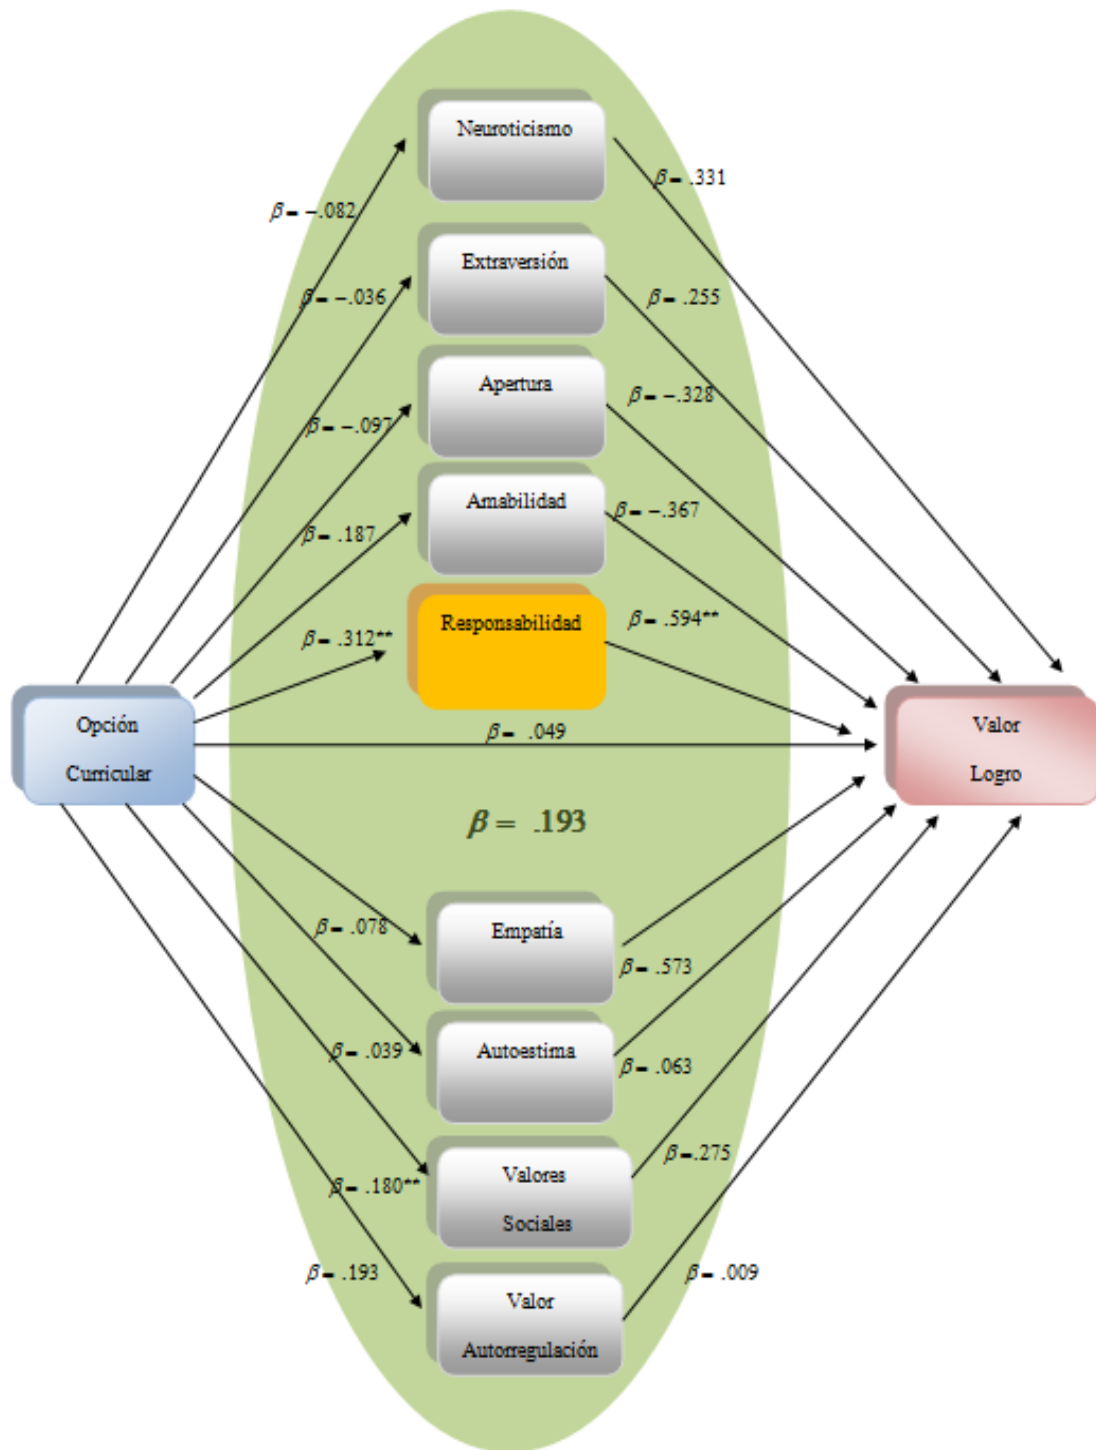 Neuroticismo
β = .331
β = −.082
Extraversión
β = −.036
β = .255
Apertura
β = −.328
β = −.097
Amabilidad
β = −.367
β = .187
Responsabilidad
β = .594**
β = .312**
Opción
Curricular
β = .049
Valor
Logro
β = .193
Empatía
β = .078
β = .573
Autoestima
β = .039
β = .063
Valores
Sociales
β = .180**
β = .275
β = .193
Valor
Autorregulación
β = .009